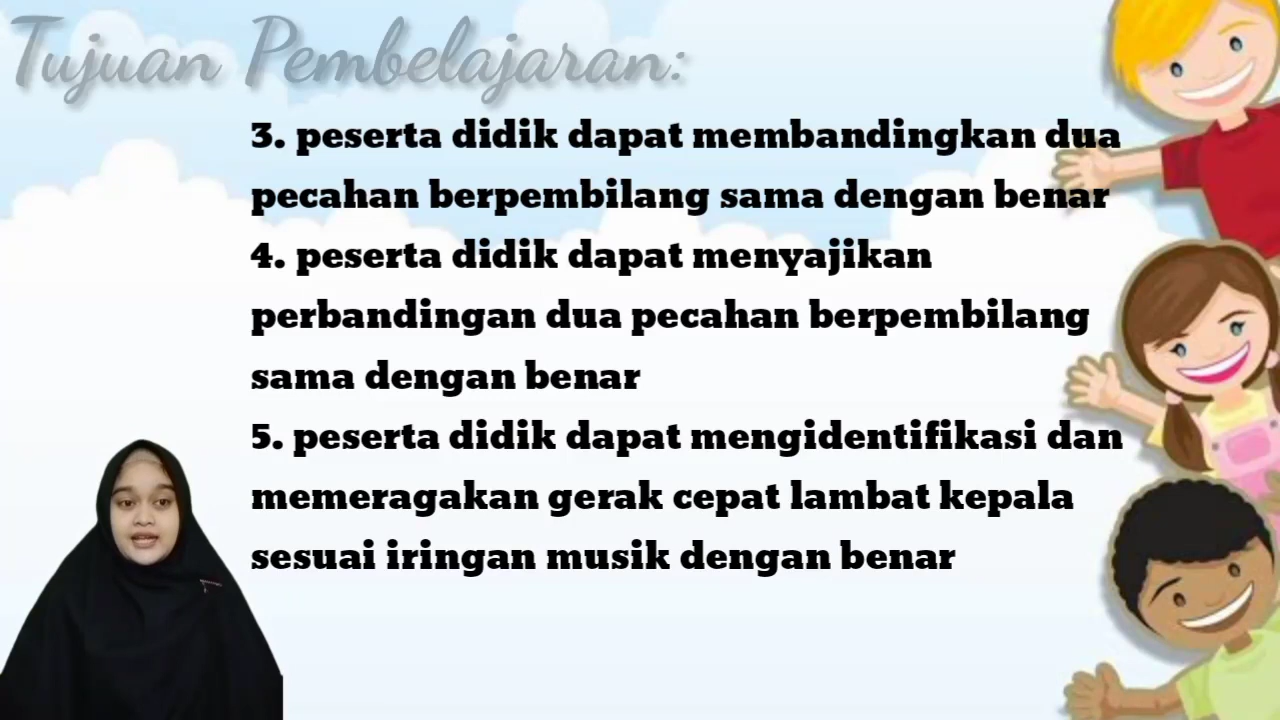 Tujuan Pembelajaran:
3. peserta didik dapat membandingkan dua
pecahan berpembilang sama dengan benar
4. peserta didik dapat menyajikan
perbandingan dua pecahan berpembilang
sama dengan benar
5. peserta didik dapat mengidentifikasi dan
memeragakan gerak cepat lambat kepala
sesuai iringan musik dengan benar